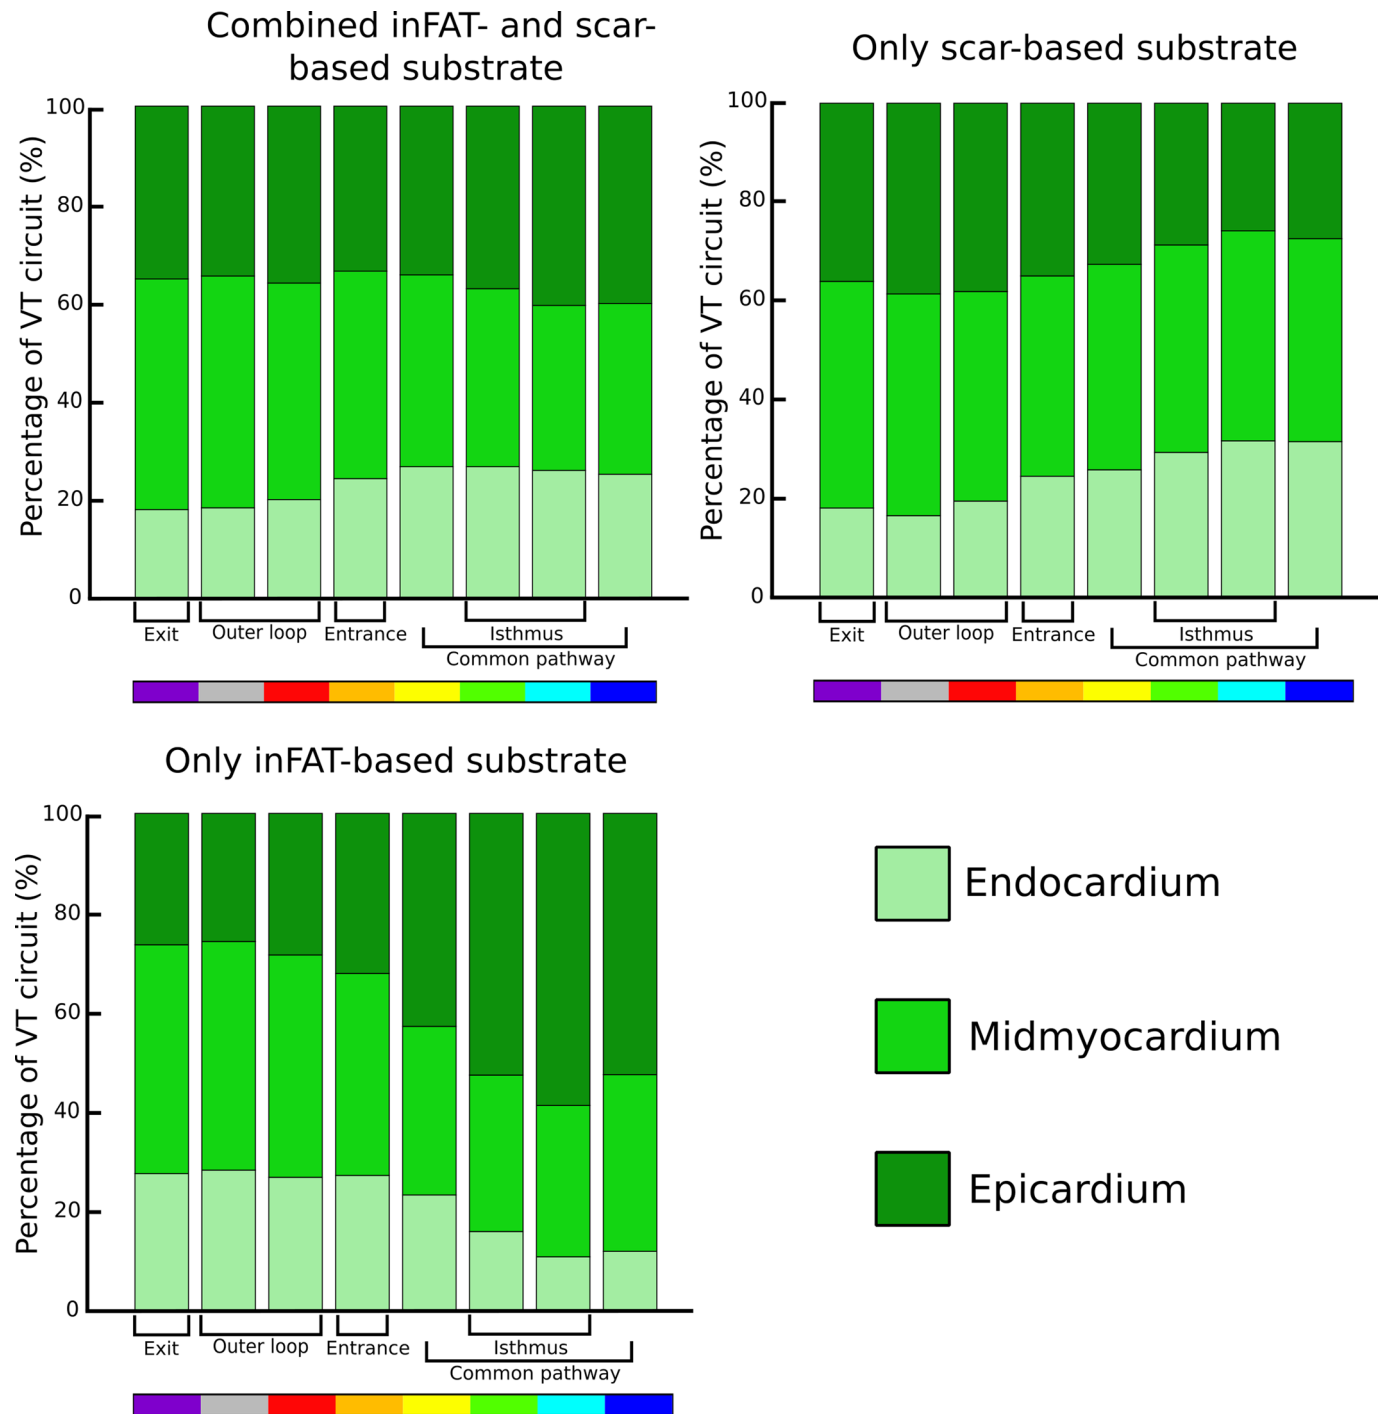 Combined inFAT- and scar-
based substrate
Percentage of VT circuit (%)
100
80
60
40
20
0
Exit
Outer loop
Entrance
Isthmus
Common pathway
Only scar-based substrate
Percentage of VT circuit (%)
100
80
60
40
20
0
Exit
Outer loop
Entrance
Isthmus
Common pathway
Only inFAT-based substrate
Percentage of VT circuit (%)
100
80
60
40
20
0
Exit
Outer loop
Entrance
Isthmus
Common pathway
Endocardium
Midmyocardium
Epicardium